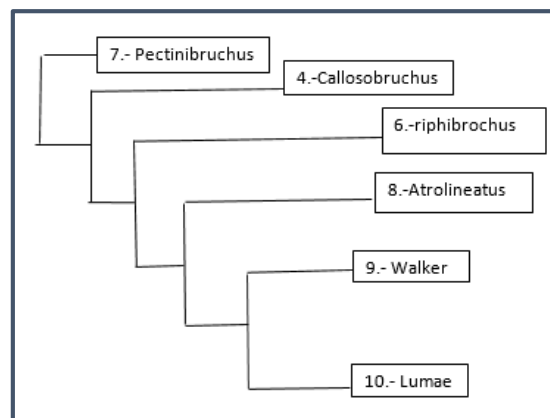 7.- Pectinibruchus
4.-Callosobruchus
6.-riphibrochus
8.-Atrolineatus
9.- Walker
10.- Lumae